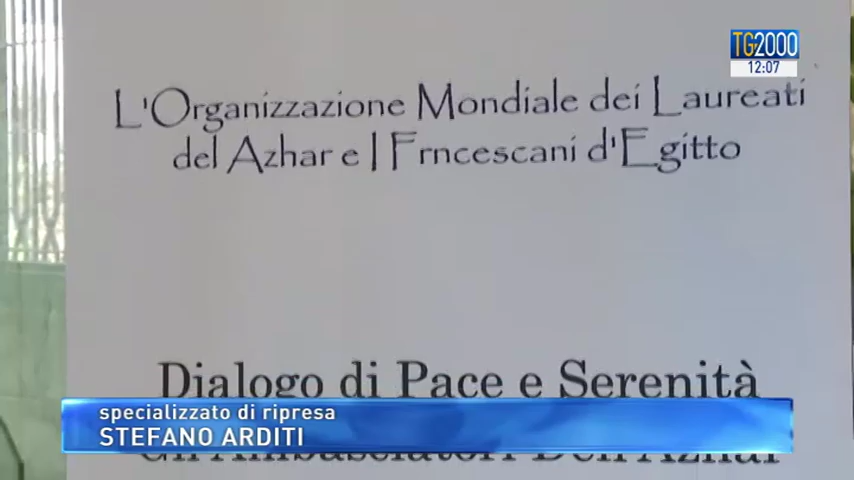 TG2000
12:07
L'Organizzazione Mondiale dei Laureati
del Azhar e I Frncescani d'Egitto
Dialogo di Pace e Serenità
specializzato di ripresa
STEFANO ARDITI